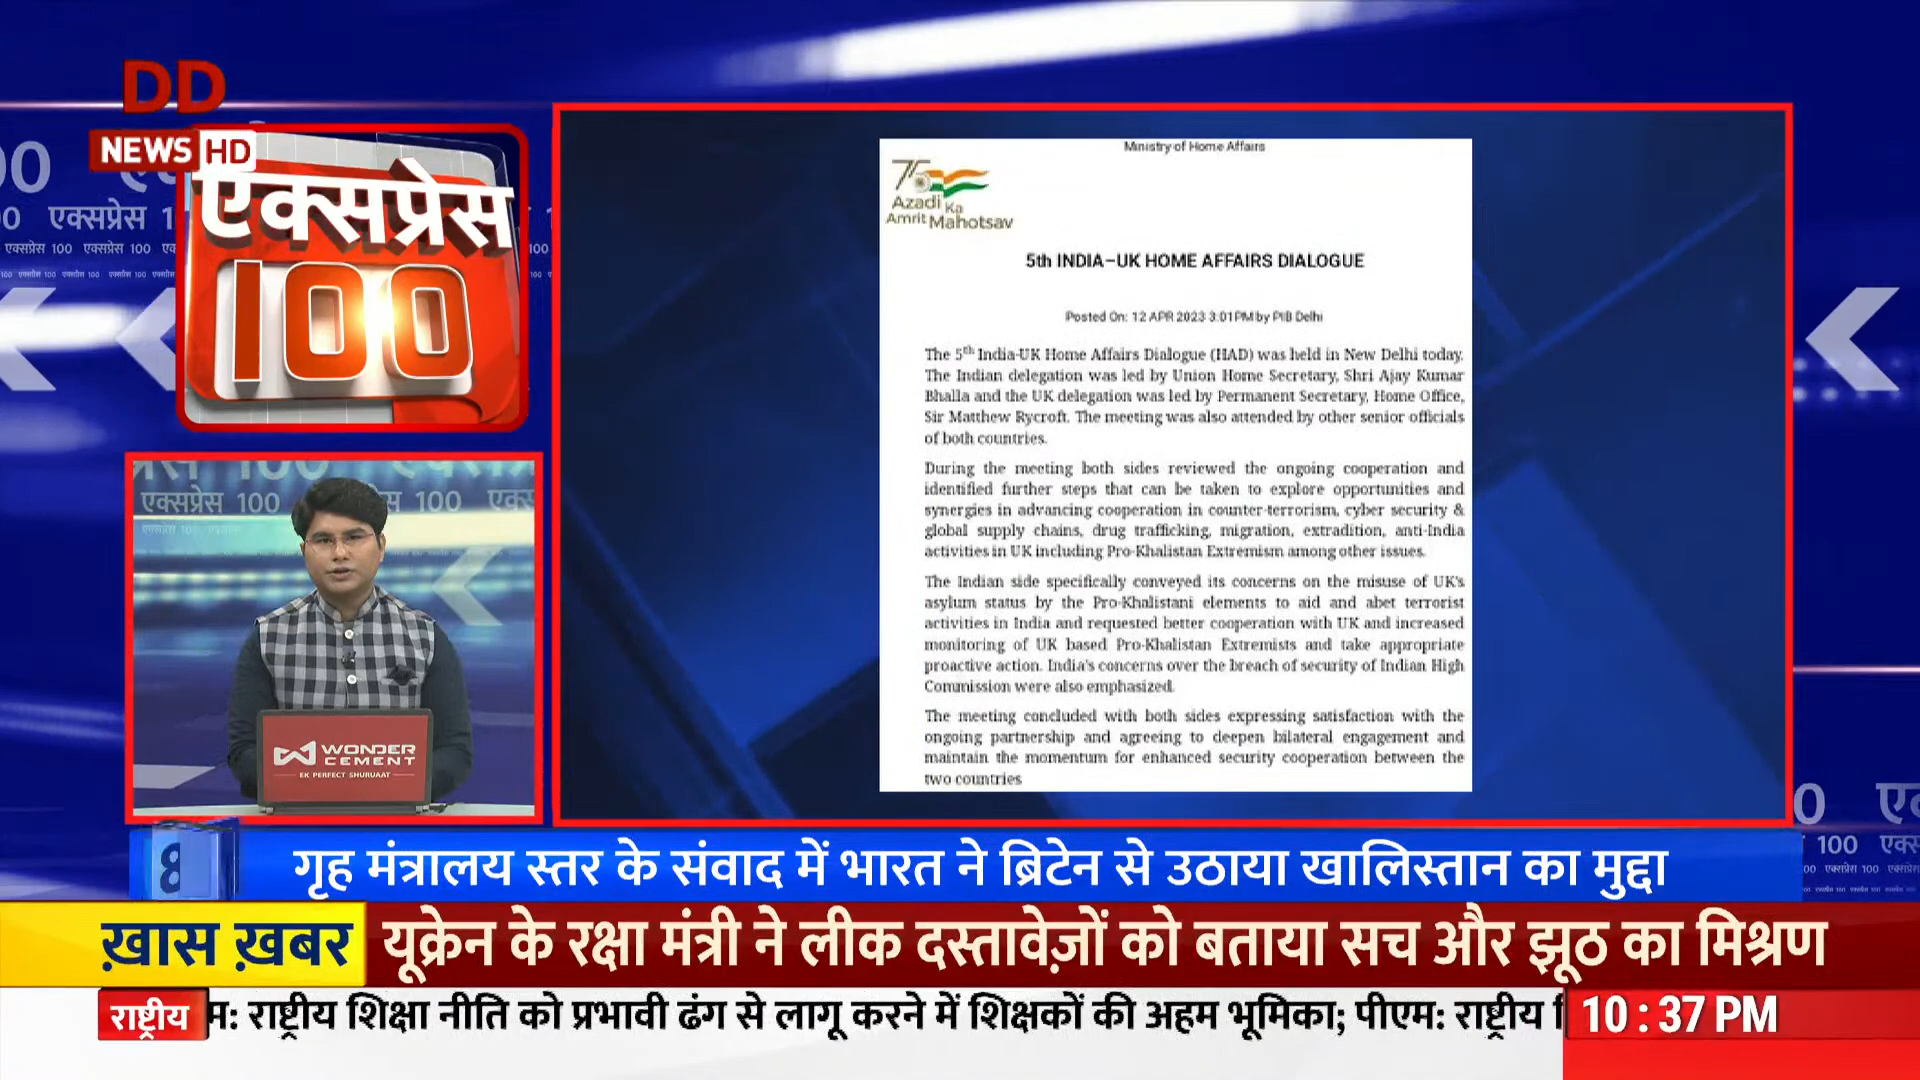 DD
NEWS HD
एक्सप्रेस
100
Ministry of Home Affairs
75
Azadi Ka
Amrit Mahotsav
5th INDIA–UK HOME AFFAIRS DIALOGUE
Posted On: 12 APR 2023 3:01PM by PIB Delhi
The 5th India-UK Home Affairs Dialogue (HAD) was held in New Delhi today.
The Indian delegation was led by Union Home Secretary, Shri Ajay Kumar
Bhalla and the UK delegation was led by Permanent Secretary, Home Office,
Sir Matthew Rycroft. The meeting was also attended by other senior officials
of both countries.
During the meeting both sides reviewed the ongoing cooperation and
identified further steps that can be taken to explore opportunities and
synergies in advancing cooperation in counter-terrorism, cyber security &
global supply chains, drug trafficking, migration, extradition, anti-India
activities in UK including Pro-Khalistan Extremism among other issues.
The Indian side specifically conveyed its concerns on the misuse of UK's
asylum status by the Pro-Khalistani elements to aid and abet terrorist
activities in India and requested better cooperation with UK and increased
monitoring of UK based Pro-Khalistan Extremists and take appropriate
proactive action. India's concerns over the breach of security of Indian High
Commission were also emphasized.
The meeting concluded with both sides expressing satisfaction with the
ongoing partnership and agreeing to deepen bilateral engagement and
maintain the momentum for enhanced security cooperation between the
two countries
WONDER
CEMENT
EK PERFECT SHURUAAT
8
गृह मंत्रालय स्तर के संवाद में भारत ने ब्रिटेन से उठाया खालिस्तान का मुद्दा
ख़ास ख़बर
यूक्रेन के रक्षा मंत्री ने लीक दस्तावेज़ों को बताया सच और झूठ का मिश्रण
राष्ट्रीय
म: राष्ट्रीय शिक्षा नीति को प्रभावी ढंग से लागू करने में शिक्षकों की अहम भूमिका; पीएम: राष्ट्रीय
10 : 37 PM